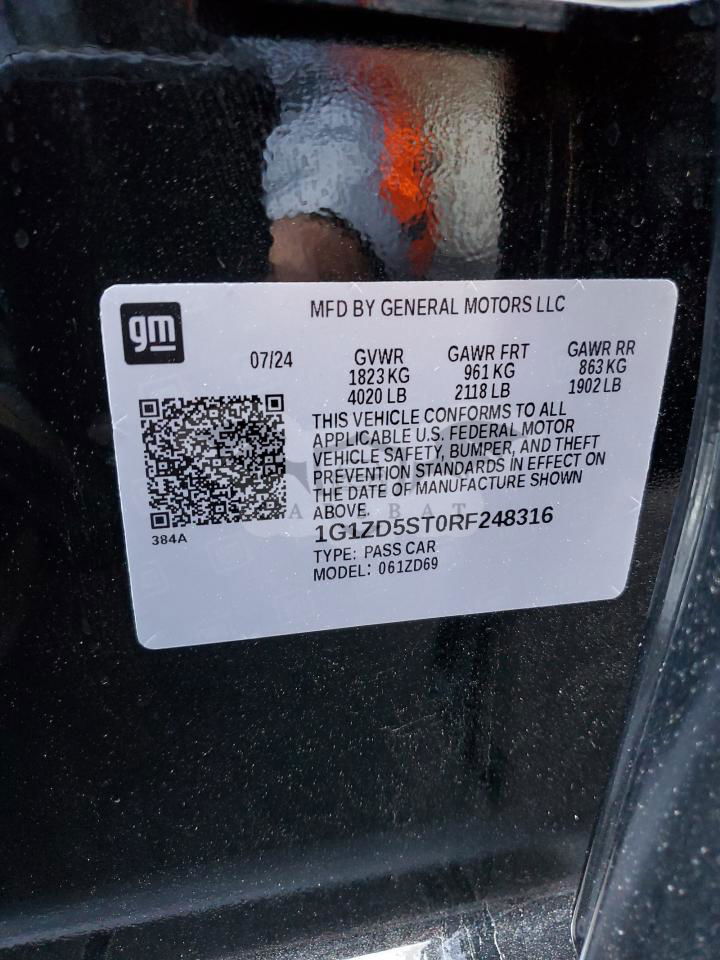 gm
MFD BY GENERAL MOTORS LLC
07/24
GVWR
1823 KG
4020 LB
GAWR FRT
961 KG
2118 LB
GAWR RR
863 KG
1902 LB
THIS VEHICLE CONFORMS TO ALL
APPLICABLE U.S. FEDERAL MOTOR
VEHICLE SAFETY, BUMPER, AND THEFT
PREVENTION STANDARDS IN EFFECT ON
THE DATE OF MANUFACTURE SHOWN
ABOVE.
1G1ZD5ST0RF248316
TYPE: PASS CAR
MODEL: 061ZD69
384A